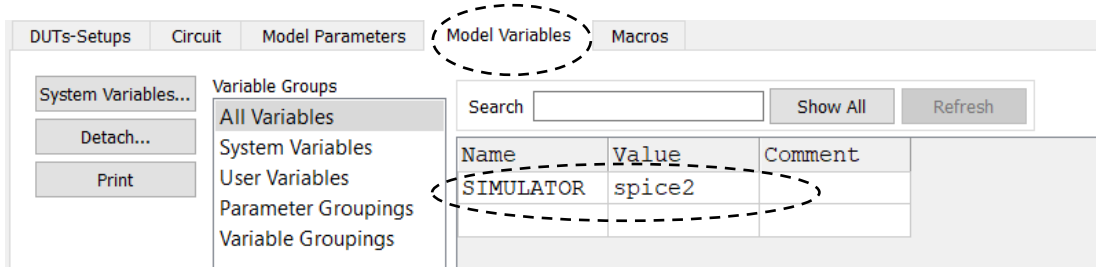 DUTs-Setups Circuit Model Parameters Model Variables Macros
System Variables...
Detach...
Print
Variable Groups
All Variables
System Variables
User Variables
Parameter Groupings
Variable Groupings
Search Show All Refresh
Name Value Comment
SIMULATOR spice2